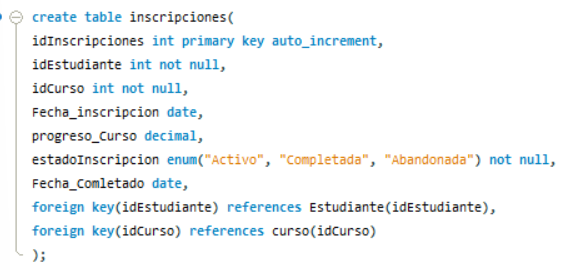 create table inscripciones(
idInscripciones int primary key auto_increment,
idEstudiante int not null,
idCurso int not null,
Fecha_inscripcion date,
progreso_Curso decimal,
estadoInscripcion enum("Activo", "Completada", "Abandonada") not null,
Fecha_Comletado date,
foreign key(idEstudiante) references Estudiante(idEstudiante),
foreign key(idCurso) references curso(idCurso)
);